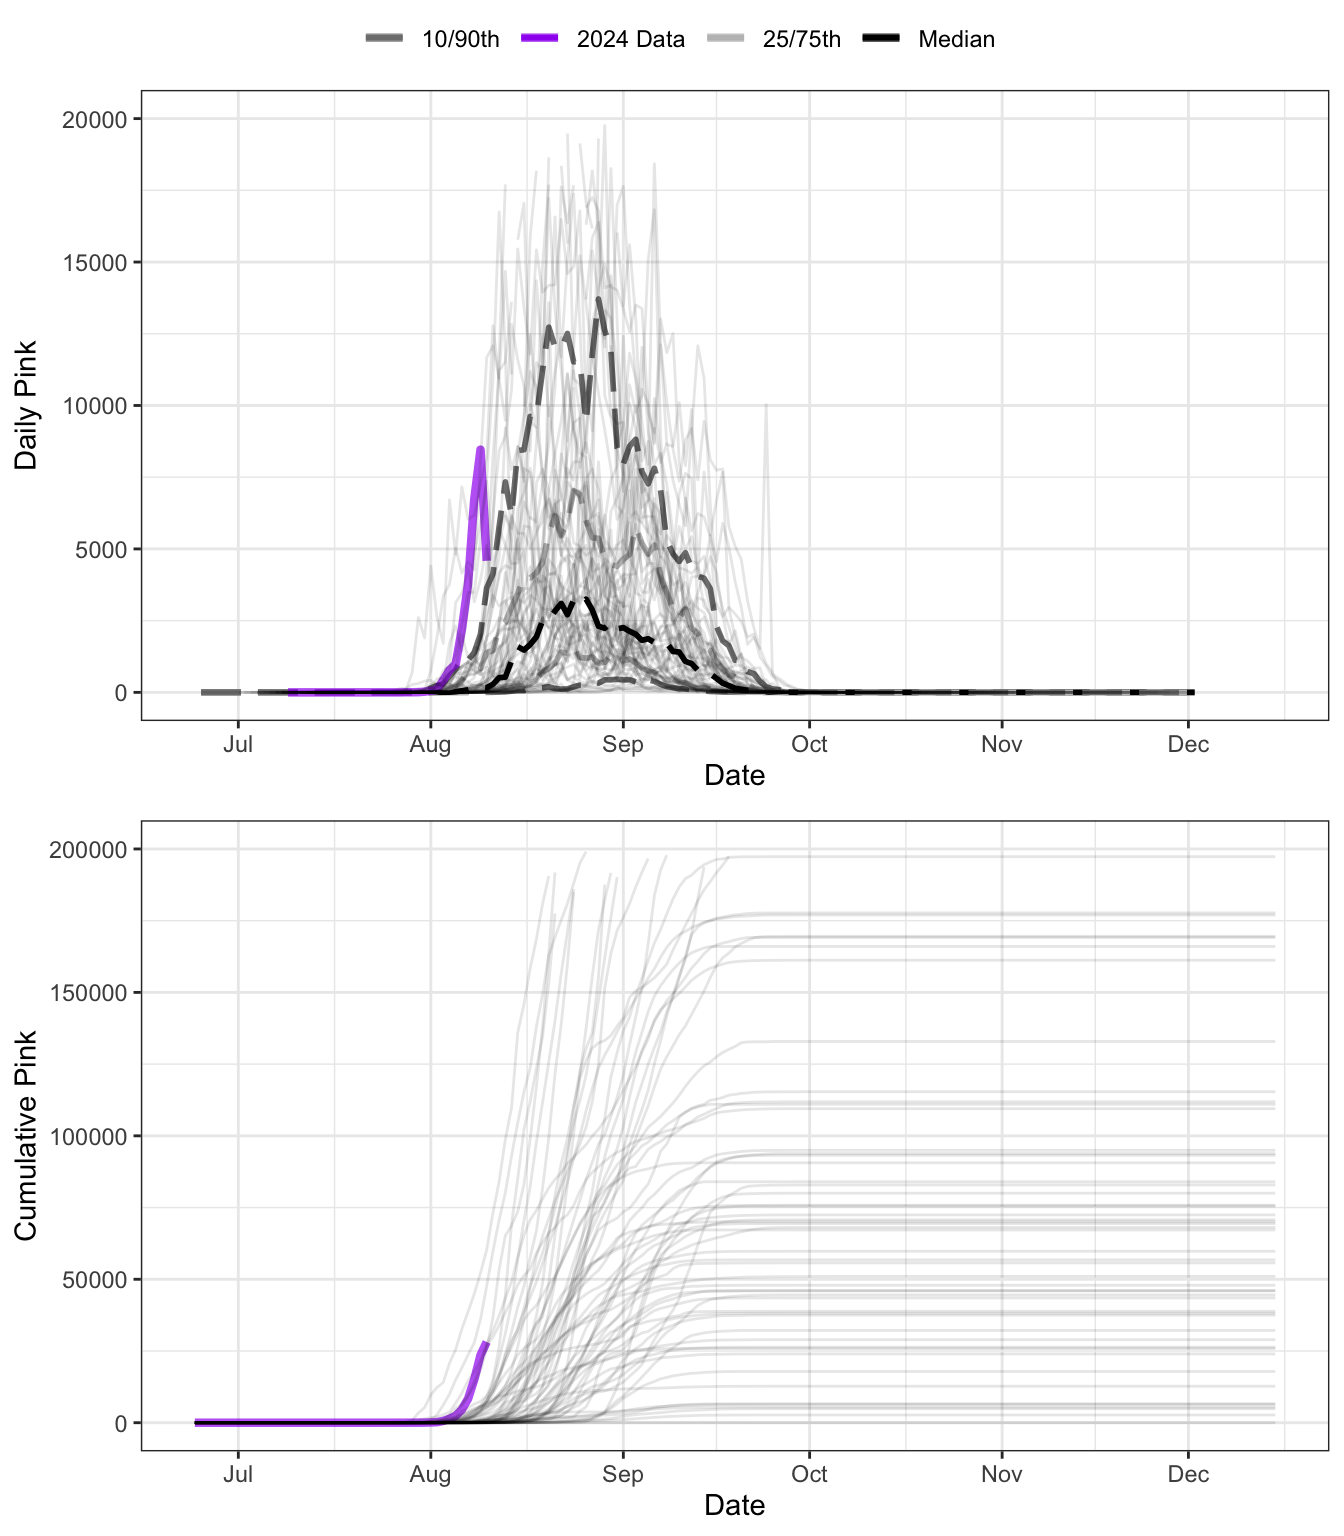 10/90th 2024 Data 25/75th Median
20000
15000
10000
5000
0
Daily Pink
Jul Aug Sep Oct Nov Dec
Date
200000
150000
100000
50000
0
Cumulative Pink
Jul Aug Sep Oct Nov Dec
Date